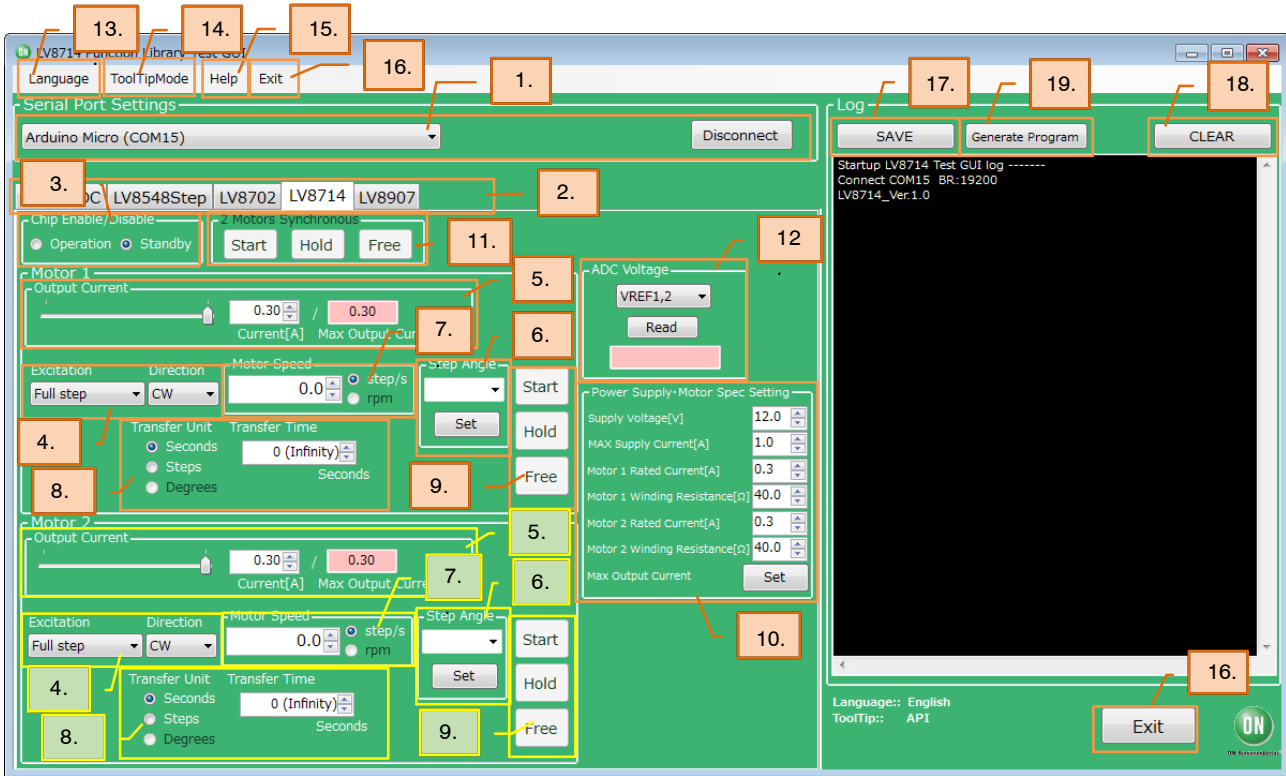 13.
14.
15.
16.
1.
17.
19.
18.
LV8714 Function Library Test GUI
Language ToolTipMode Help Exit
Serial Port Settings
Arduino Micro (COM15)
Disconnect
Log
SAVE
Generate Program
CLEAR
Startup LV8714 Test GUI log -------
Connect COM15 BR:19200
LV8714_Ver.1.0
3.
2.
LV8548Step LV8702 LV8714 LV8907
Chip Enable/Disable
Operation Standby
2 Motors Synchronous
Start Hold Free
11.
12
.
Motor 1
Output Current
0.30 / 0.30
Current[A] Max Output
5.
7.
6.
ADC Voltage
VREF1,2
Read
Excitation Direction
Full step CW
Motor Speed
0.0
step/s
rpm
Step Angle
Set
Start
Hold
Free
4.
8.
Transfer Unit Transfer Time
Seconds
Steps
Degrees
0 (Infinity)
Seconds
9.
Power Supply・Motor Spec Setting
Supply Voltage[V] 12.0
MAX Supply Current[A] 1.0
Motor 1 Rated Current[A] 0.3
Motor 1 Winding Resistance[Ω] 40.0
Motor 2 Rated Current[A] 0.3
Motor 2 Winding Resistance[Ω] 40.0
Max Output Current Set
10.
Motor 2
Output Current
0.30 / 0.30
Current[A] Max Output
5.
7.
6.
Excitation Direction
Full step CW
Motor Speed
0.0
step/s
rpm
Step Angle
Set
Start
Hold
Free
4.
8.
Transfer Unit Transfer Time
Seconds
Steps
Degrees
0 (Infinity)
Seconds
9.
16.
Language:: English
ToolTip:: API
Exit
ON
ON Semiconductor